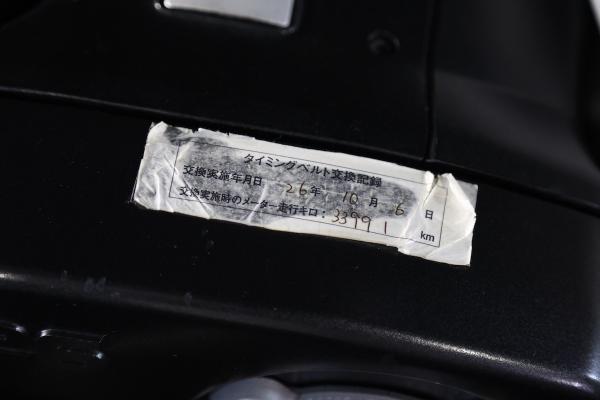 タイミングベルト交換記録
交換実施年月日 26年 10月 6日
交換実施時のメーター走行キロ：33991 km